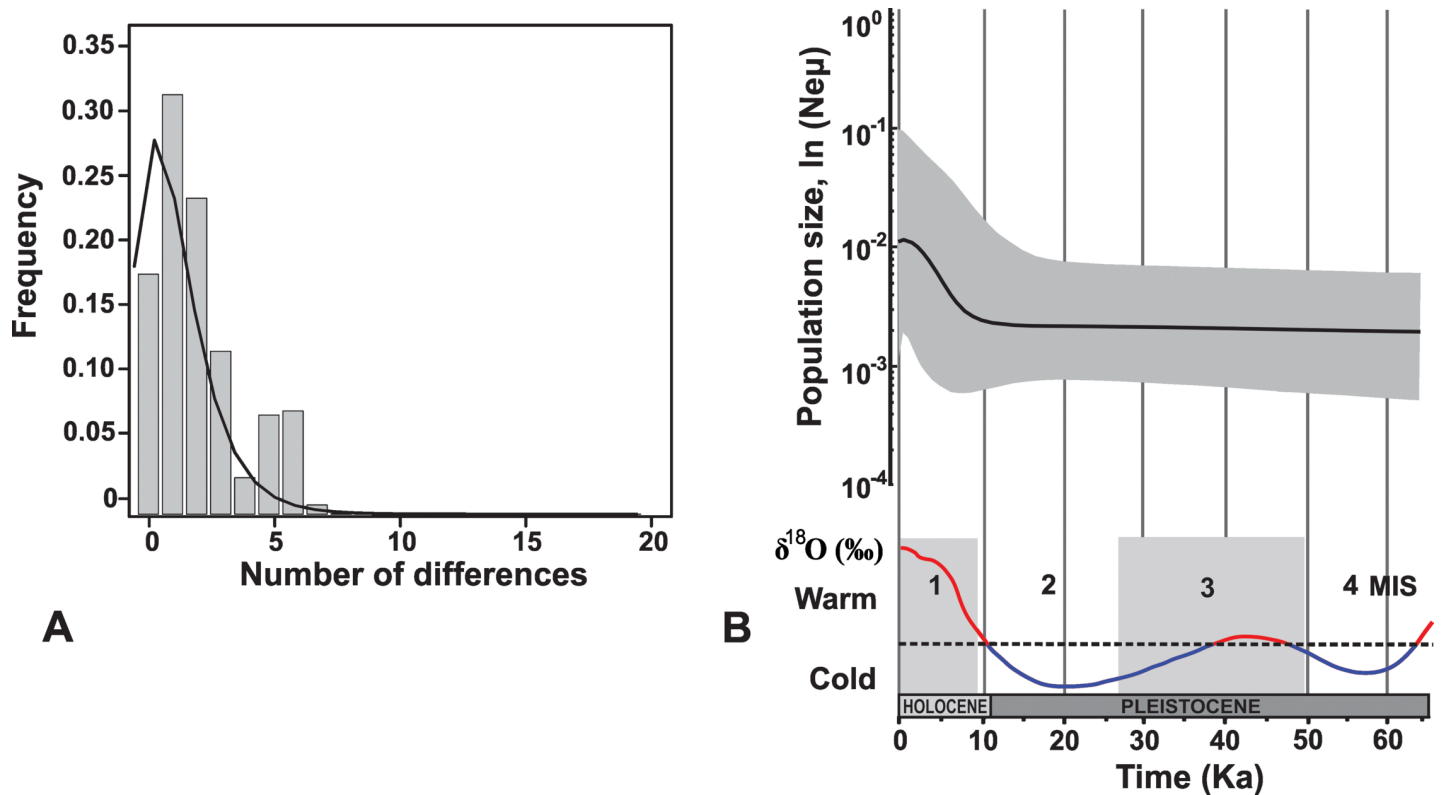 0.35
0.30
0.25
0.20
0.15
0.10
0.05
0
Frequency
0 5 10 15 20
Number of differences
A
10⁰
10⁻¹
10⁻²
10⁻³
10⁻⁴
Population size, ln (Neμ)
δ¹⁸O (‰)
Warm
Cold
1 2 3 4 MIS
HOLOCENE PLEISTOCENE
0 10 20 30 40 50 60
Time (Ka)
B